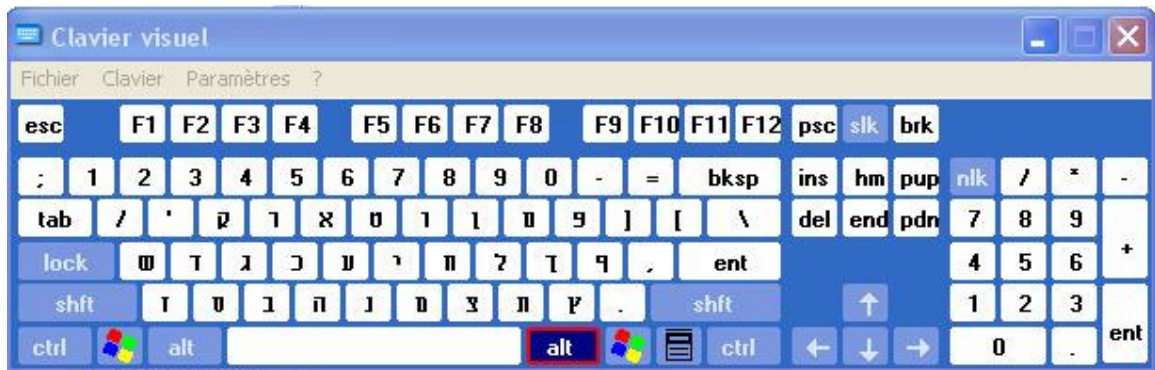 Clavier visuel
Fichier Clavier Paramètres ?
esc F1 F2 F3 F4 F5 F6 F7 F8 F9 F10 F11 F12 psc slk brk
; 1 2 3 4 5 6 7 8 9 0 - = bksp ins hm pup nlk / * -
tab / ' ק ר א ט ו ן ם פ ] [ \ del end pdn 7 8 9
lock ש ד ג כ ע י ח ל ך ף , ent 4 5 6 +
shft ז ס ב ה נ מ צ ת ץ . shft ↑ 1 2 3
ctrl alt alt ctrl ← ↓ → 0 . ent